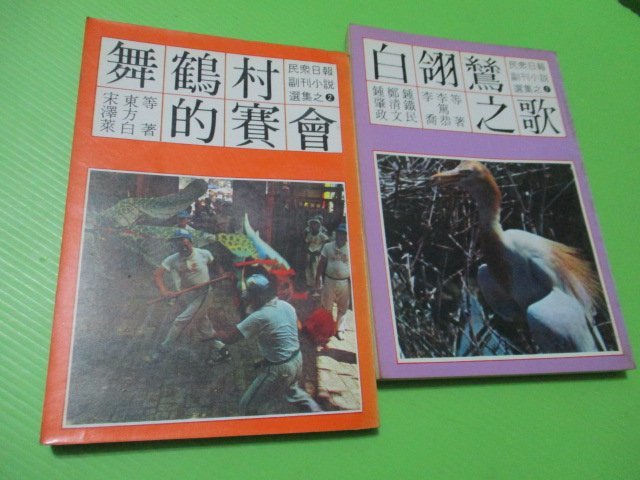 舞鶴村
的賽會
民衆日報
副刊小說
選集之2
宋澤萊
東方白
等著
白翎鷥
之歌
民衆日報
副刊小說
選集之1
鍾肇政
鄭清文
鍾鐵民
李喬
李篤恭
等著